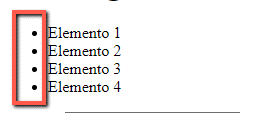 • Elemento 1
• Elemento 2
• Elemento 3
• Elemento 4